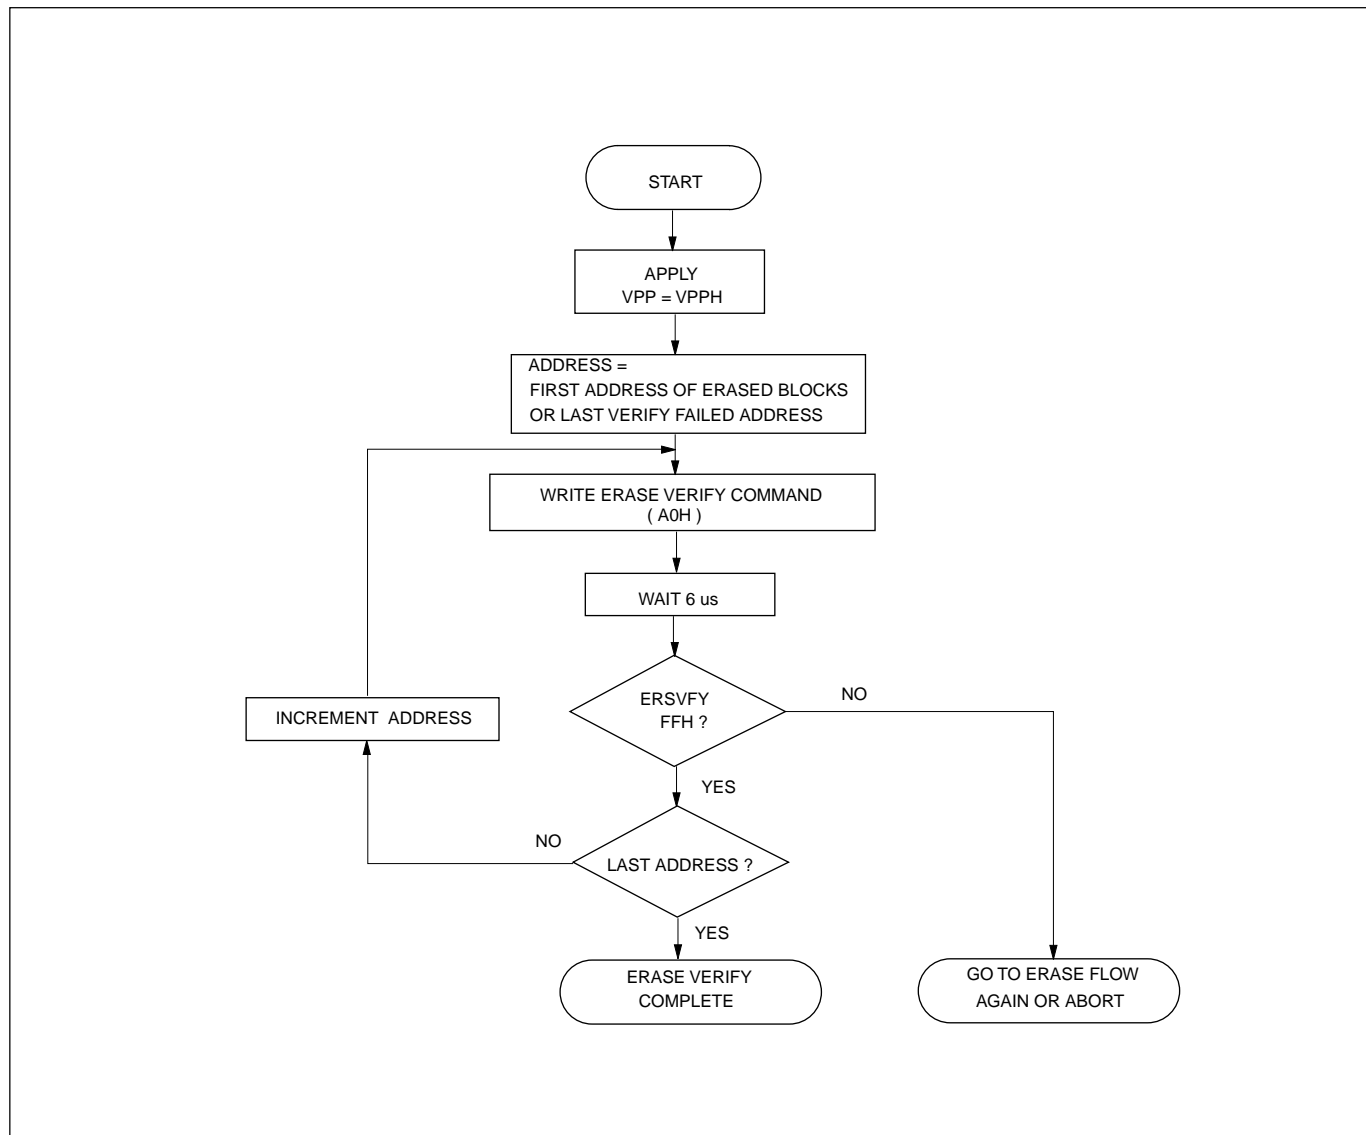 START
APPLY
VPP = VPPH
ADDRESS =
FIRST ADDRESS OF ERASED BLOCKS
OR LAST VERIFY FAILED ADDRESS
WRITE ERASE VERIFY COMMAND
( A0H )
WAIT 6 us
ERSVFY
FFH ?
NO
INCREMENT ADDRESS
YES
NO
LAST ADDRESS ?
YES
ERASE VERIFY
COMPLETE
GO TO ERASE FLOW
AGAIN OR ABORT